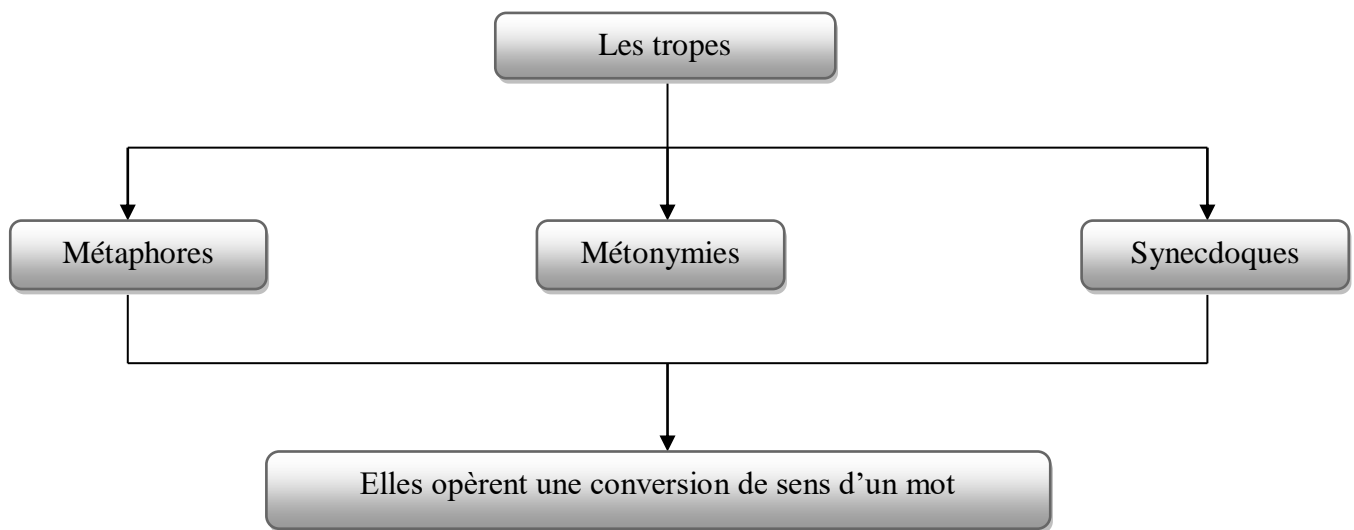 Les tropes
Métaphores
Métonymies
Synecdoques
Elles opèrent une conversion de sens d’un mot